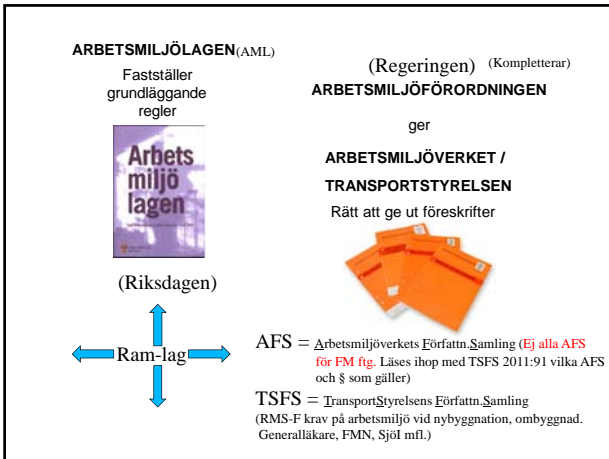 ARBETSMILJÖLAGEN(AML)
Fastställer
grundläggande
regler
Arbets
miljö
lagen
(Riksdagen)
Ram-lag
(Regeringen) (Kompletterar)
ARBETSMILJÖFÖRORDNINGEN
ger
ARBETSMILJÖVERKET /
TRANSPORTSTYRELSEN
Rätt att ge ut föreskrifter
AFS = Arbetsmiljöverkets Författn.Samling (Ej alla AFS
för FM ftg. Läses ihop med TSFS 2011:91 vilka AFS
och § som gäller)
TSFS = TransportStyrelsens Författn.Samling
(RMS-F krav på arbetsmiljö vid nybyggnation, ombyggnad.
Generalläkare, FMN, SjöI mfl.)